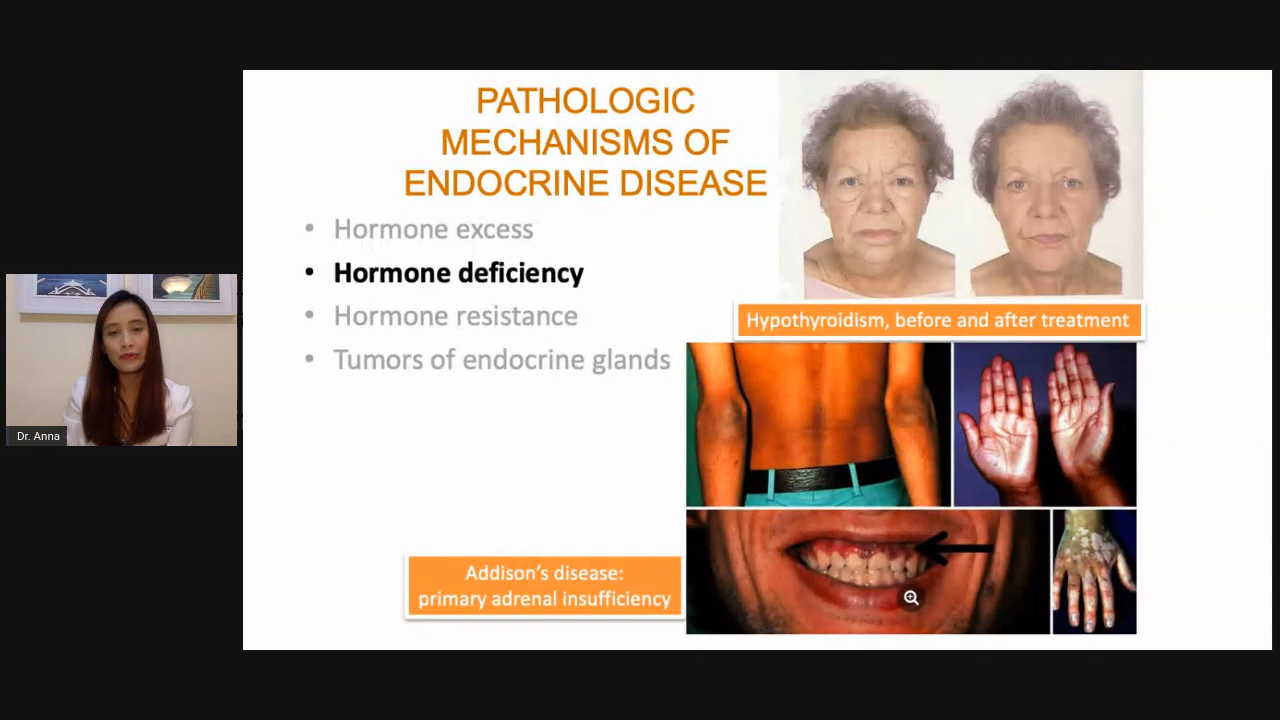 PATHOLOGIC
MECHANISMS OF
ENDOCRINE DISEASE
• Hormone excess
• Hormone deficiency
• Hormone resistance
• Tumors of endocrine glands
Hypothyroidism, before and after treatment
Addison’s disease:
primary adrenal insufficiency
Dr. Anna